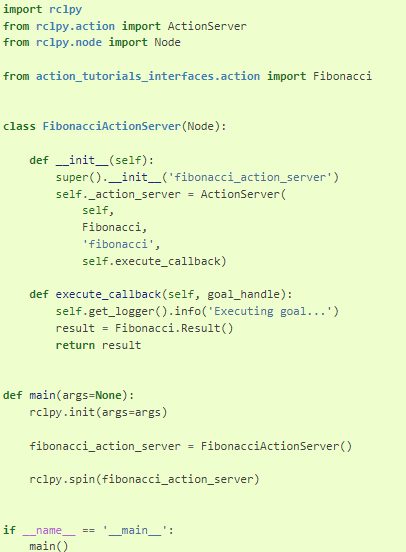 import rclpy
from rclpy.action import ActionServer
from rclpy.node import Node

from action_tutorials_interfaces.action import Fibonacci


class FibonacciActionServer(Node):

    def __init__(self):
        super().__init__('fibonacci_action_server')
        self._action_server = ActionServer(
            self,
            Fibonacci,
            'fibonacci',
            self.execute_callback)

    def execute_callback(self, goal_handle):
        self.get_logger().info('Executing goal...')
        result = Fibonacci.Result()
        return result


def main(args=None):
    rclpy.init(args=args)

    fibonacci_action_server = FibonacciActionServer()

    rclpy.spin(fibonacci_action_server)


if __name__ == '__main__':
    main()